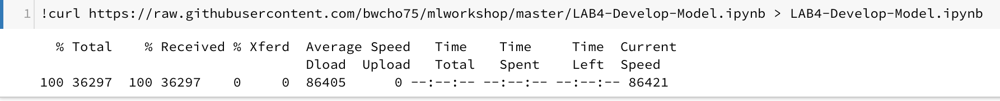 1 !curl https://raw.githubusercontent.com/bwcho75/mlworkshop/master/LAB4-Develop-Model.ipynb > LAB4-Develop-Model.ipynb
% Total % Received % Xferd Average Speed Time Time Time Current
Dload Upload Total Spent Left Speed
100 36297 100 36297 0 0 86405 0 --:--:-- --:--:-- --:--:-- 86421